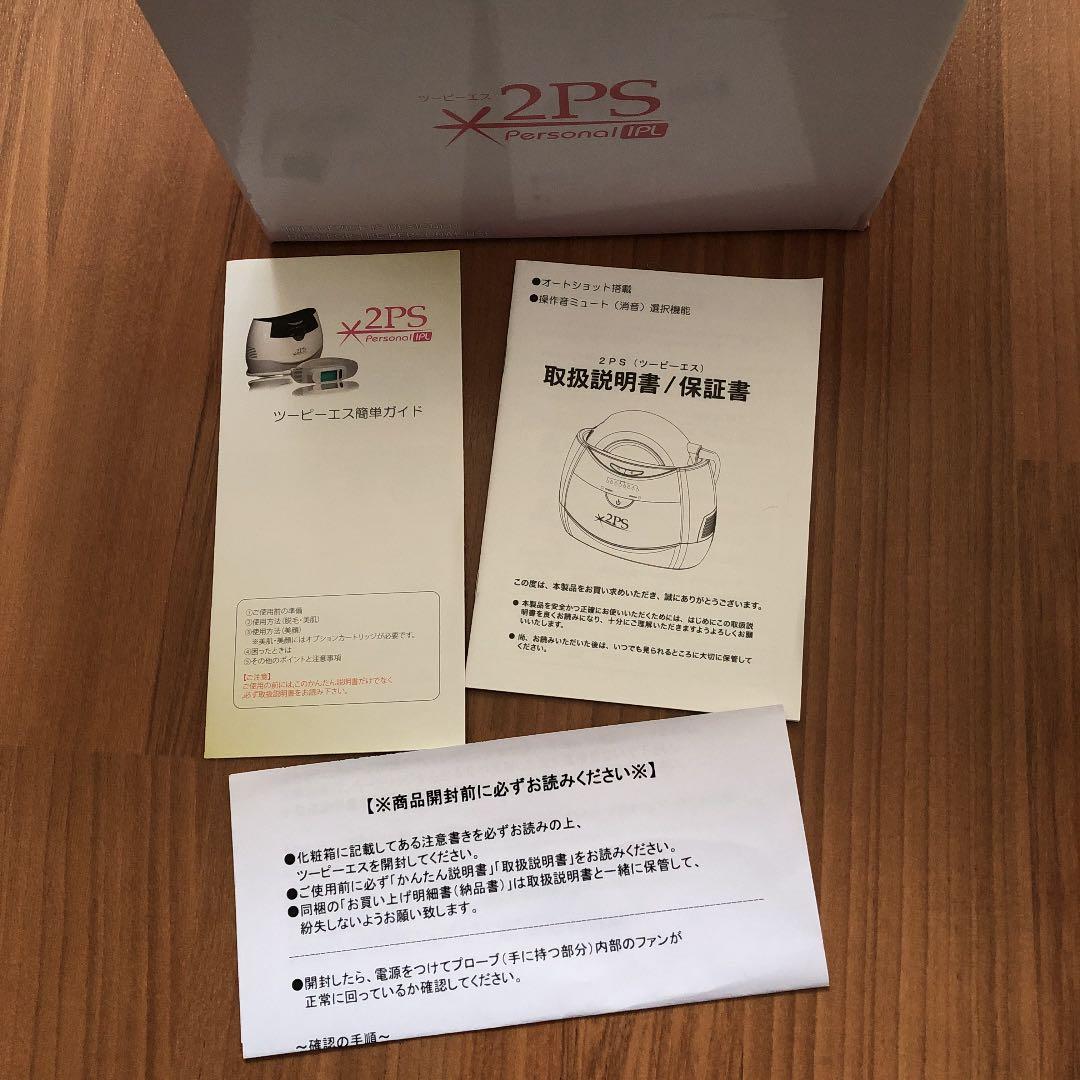 ツーピーエス
2PS
Personal IPL
2PS
Personal IPL
ツーピーエス簡単ガイド
①ご使用前の準備
②使用方法(脱毛・美肌)
③使用方法(美顔)
※美肌・美顔にはオプションカートリッジが必要です。
④困ったときは
⑤その他のポイントと注意事項
【ご注意】
ご使用の前には、このかんたん説明書だけでなく
必ず取扱説明書をお読み下さい。
●オートショット搭載
●操作音ミュート（消音）選択機能
2PS（ツーピーエス）
取扱説明書/保証書
2PS
この度は、本製品をお買い求めいただき、誠にありがとうございます。
● 本製品を安全かつ正確にお使いいただくためには、はじめにこの取扱説
明書を良くお読みになり、十分にご理解いただきますようよろしくお願
いいたします。
● 尚、お読みいただいた後は、いつでも見られるところに大切に保管して
ください。
【※商品開封前に必ずお読みください※】
●化粧箱に記載してある注意書きを必ずお読みの上、
ツーピーエスを開封してください。
●ご使用前に必ず「かんたん説明書」「取扱説明書」をお読みください。
●同梱の「お買い上げ明細書(納品書)」は取扱説明書と一緒に保管して、
紛失しないようお願い致します。
●開封したら、電源をつけてプローブ(手に持つ部分)内部のファンが
正常に回っているか確認してください。
～確認の手順～